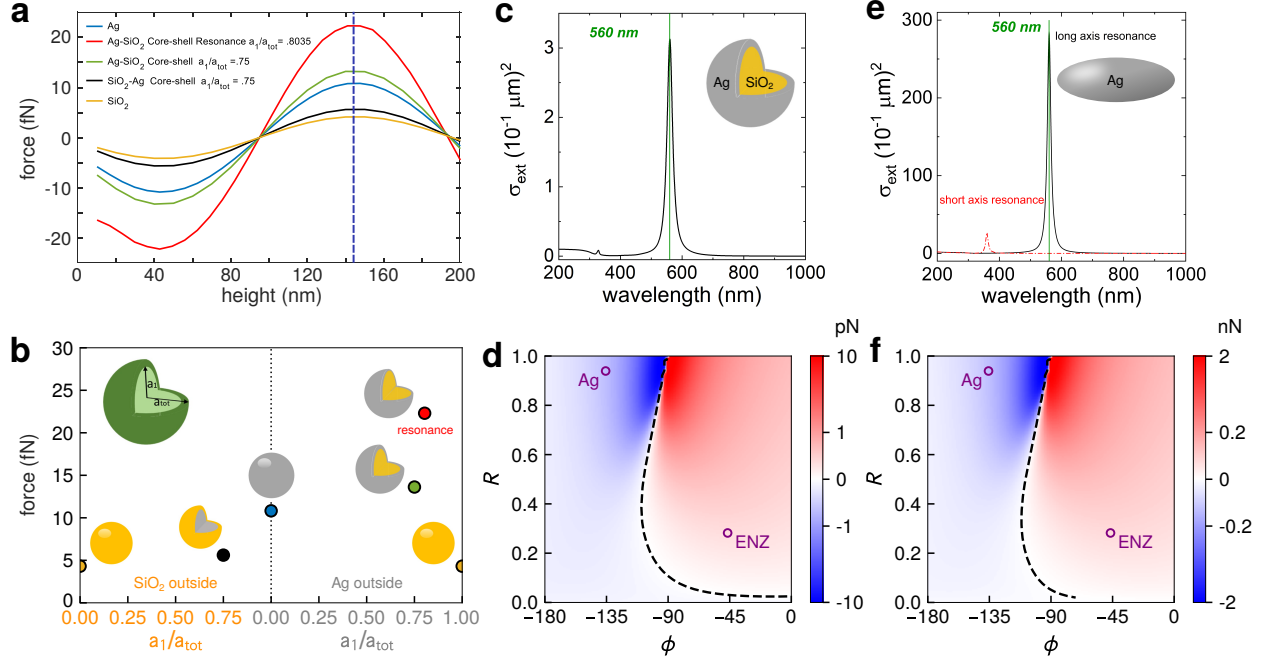 a
force (fN)
20
10
0
-10
-20
Ag
Ag-SiO₂ Core-shell Resonance a₁/aₜₒₜ = .8035
Ag-SiO₂ Core-shell a₁/aₜₒₜ =.75
SiO₂-Ag Core-shell a₁/aₜₒₜ =.75
SiO₂
0 40 80 120 160 200
height (nm)
c
σₑₓₜ (10⁻¹ μm)²
3
2
1
0
560 nm
Ag SiO₂
200 400 600 800 1000
wavelength (nm)
e
σₑₓₜ (10⁻¹ μm)²
300
200
100
0
560 nm
long axis resonance
Ag
short axis resonance
200 400 600 800 1000
wavelength (nm)
b
force (fN)
30
25
20
15
10
5
0
a₁
aₜₒₜ
resonance
SiO₂ outside
Ag outside
0.00 0.25 0.50 0.75 0.00 0.25 0.50 0.75 1.00
a₁/aₜₒₜ
a₁/aₜₒₜ
d
R
1.0
0.8
0.6
0.4
0.2
0.0
Ag
ENZ
−180 −135 −90 −45 0
ϕ
pN
10
1
0
-1
-10
f
R
1.0
0.8
0.6
0.4
0.2
0.0
Ag
ENZ
−180 −135 −90 −45 0
ϕ
nN
2
0.2
0
-0.2
-2